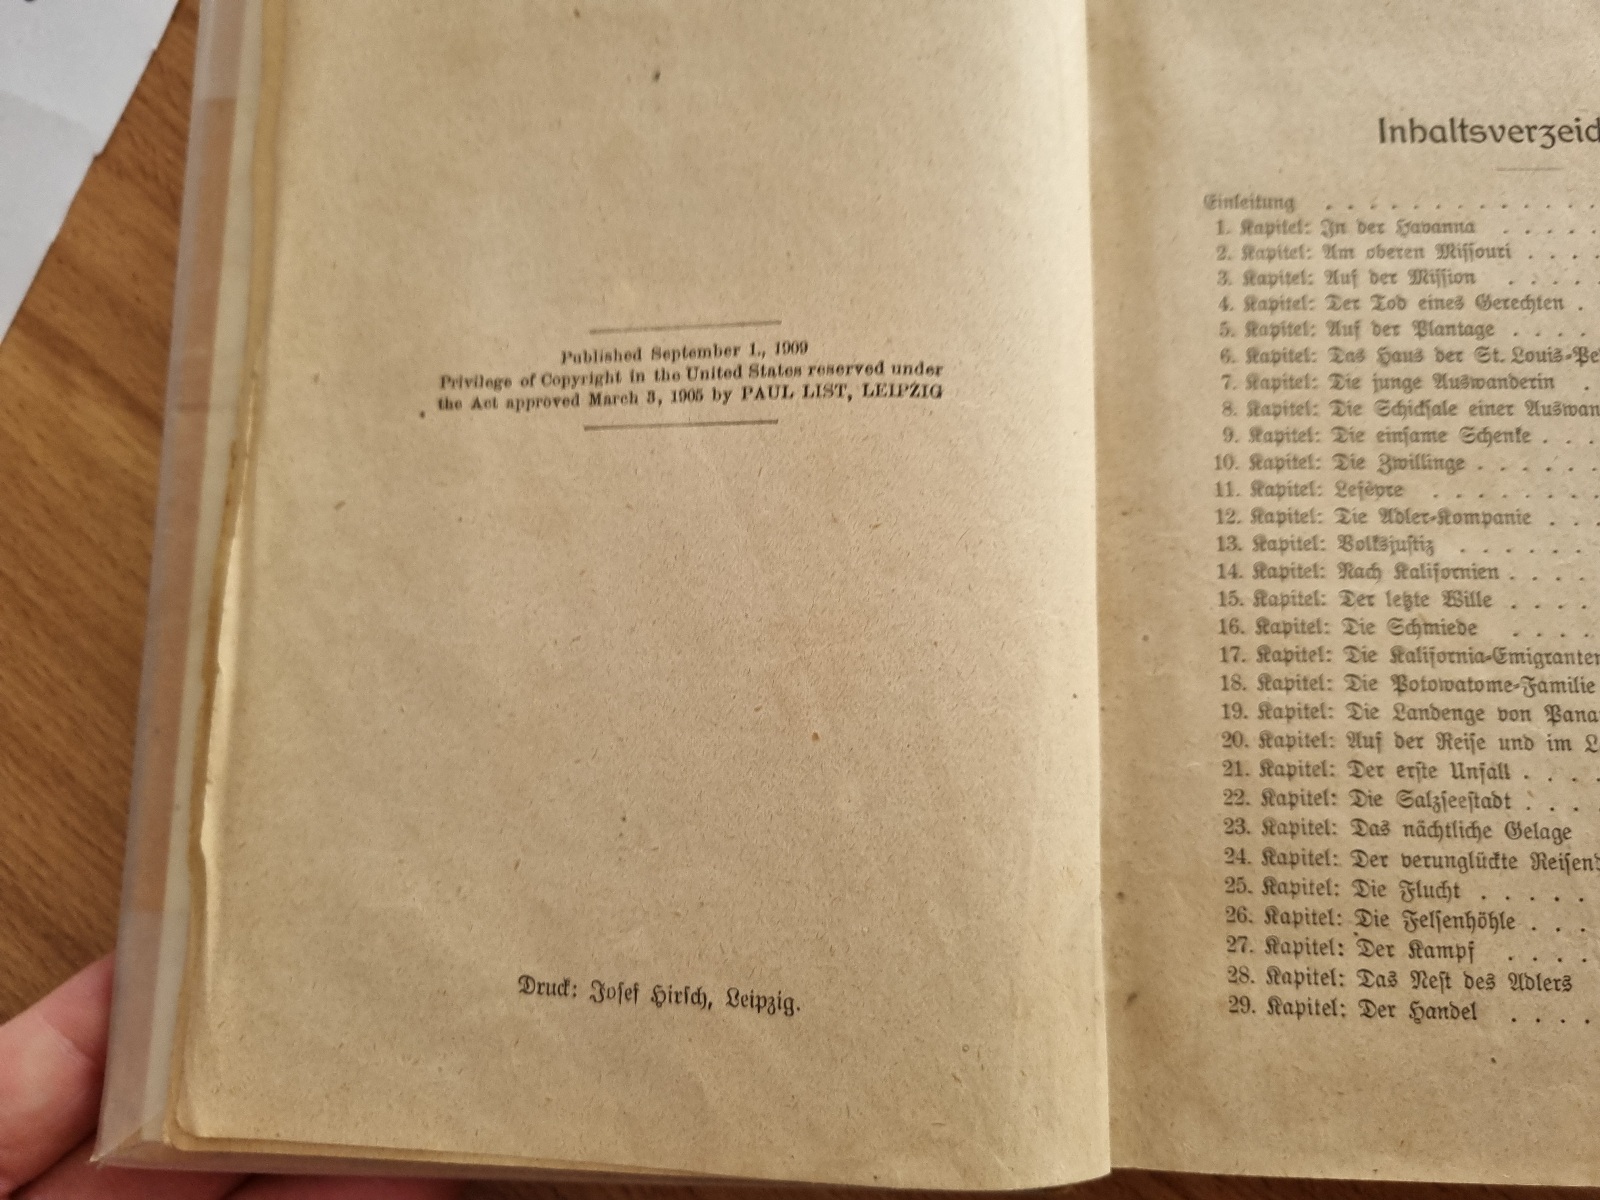 Published September 1., 1909
Privilege of Copyright in the United States reserved under
the Act approved March 3, 1905 by PAUL LIST, LEIPZIG
Druck: Josef Hirsch, Leipzig.
Inhaltsverzeic
Einleitung . . . . . . . . . . . . .
1. Kapitel: In der Havanna . . . . .
2. Kapitel: Am oberen Missouri . . . .
3. Kapitel: Auf der Mission . . . . .
4. Kapitel: Der Tod eines Gerechten .
5. Kapitel: Auf der Plantage . . . .
6. Kapitel: Das Haus der St. Louis-Pe
7. Kapitel: Die junge Auswanderin .
8. Kapitel: Die Schicksale einer Auswan
9. Kapitel: Die einsame Schenke . . .
10. Kapitel: Die Zwillinge . . . . . .
11. Kapitel: Lefèvre . . . . . . . .
12. Kapitel: Die Adler-Kompanie . . .
13. Kapitel: Volksjustiz . . . . . .
14. Kapitel: Nach Kalifornien . . . .
15. Kapitel: Der letzte Wille . . . .
16. Kapitel: Die Schmiede . . . .
17. Kapitel: Die Kalifornia-Emigranten
18. Kapitel: Die Potowatome-Familie
19. Kapitel: Die Landenge von Pana
20. Kapitel: Auf der Reise und im L
21. Kapitel: Der erste Unfall . . . .
22. Kapitel: Die Salzseestadt . . .
23. Kapitel: Das nächtliche Gelage
24. Kapitel: Der verunglückte Reisend
25. Kapitel: Die Flucht . . . . .
26. Kapitel: Die Felsenhöhle . . .
27. Kapitel: Der Kampf . . . .
28. Kapitel: Das Nest des Adlers
29. Kapitel: Der Handel . . . .